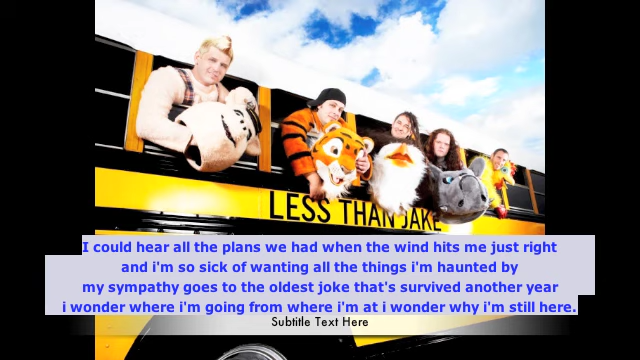 LESS THAN JAKE
I could hear all the plans we had when the wind hits me just right
and i'm so sick of wanting all the things i'm haunted by
my sympathy goes to the oldest joke that's survived another year
i wonder where i'm going from where i'm at i wonder why i'm still here.
Subtitle Text Here